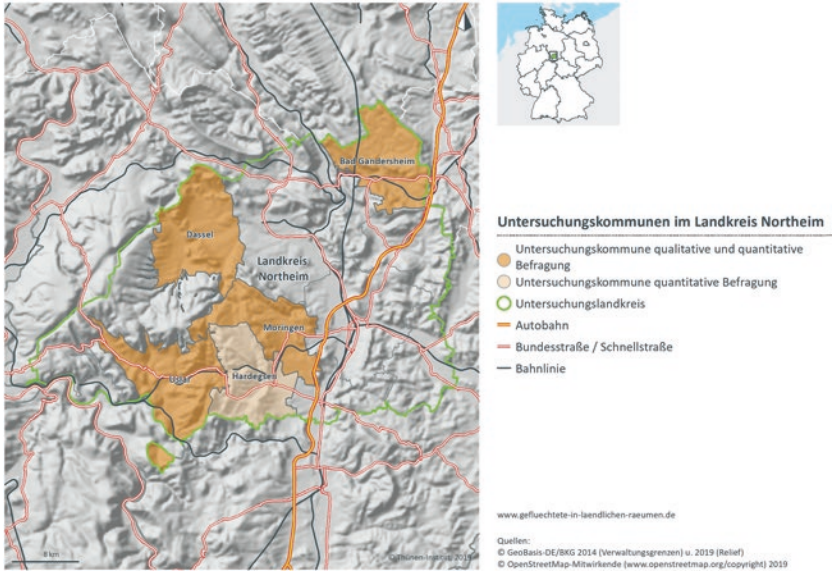 Bad Gandersheim
Dassel
Landkreis
Northeim
Moringen
Uslar
Hardegsen
8 km
© Thünen-Institut, 2019
Untersuchungskommunen im Landkreis Northeim
Untersuchungskommune qualitative und quantitative
Befragung
Untersuchungskommune quantitative Befragung
Untersuchungslandkreis
Autobahn
Bundesstraße / Schnellstraße
Bahnlinie
www.gefluechtete-in-laendlichen-raeumen.de
Quellen:
© GeoBasis-DE/BKG 2014 (Verwaltungsgrenzen) u. 2019 (Relief)
© OpenStreetMap-Mitwirkende (www.openstreetmap.org/copyright) 2019